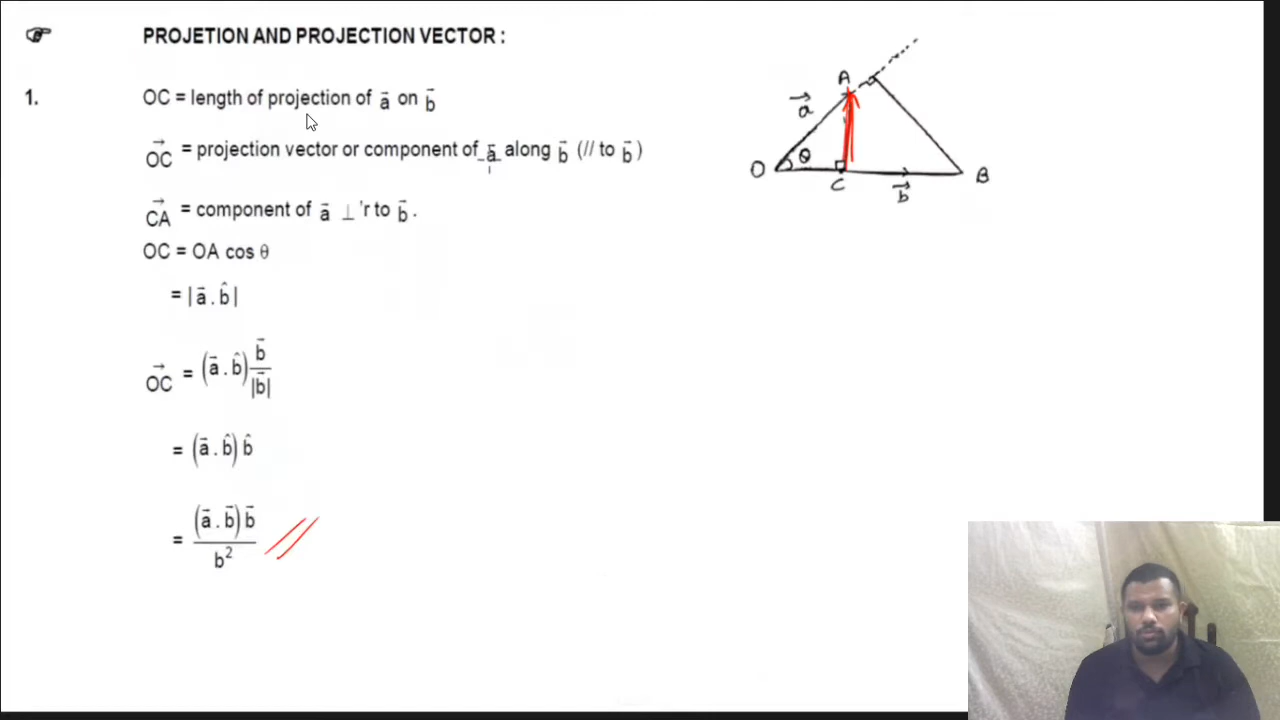 PROJETION AND PROJECTION VECTOR :
1.
OC = length of projection of a⃗ on b⃗
OC⃗ = projection vector or component of a⃗ along b⃗ (// to b⃗ )
CA⃗ = component of a⃗ ⊥'r to b⃗ .
OC = OA cos θ
= |a⃗ . b̂|
OC⃗ = (a⃗ . b̂) b⃗ / |b⃗|
= (a⃗ . b̂) b̂
= (a⃗ . b⃗) b⃗ / b²
A
a⃗
O
θ
C
b⃗
B